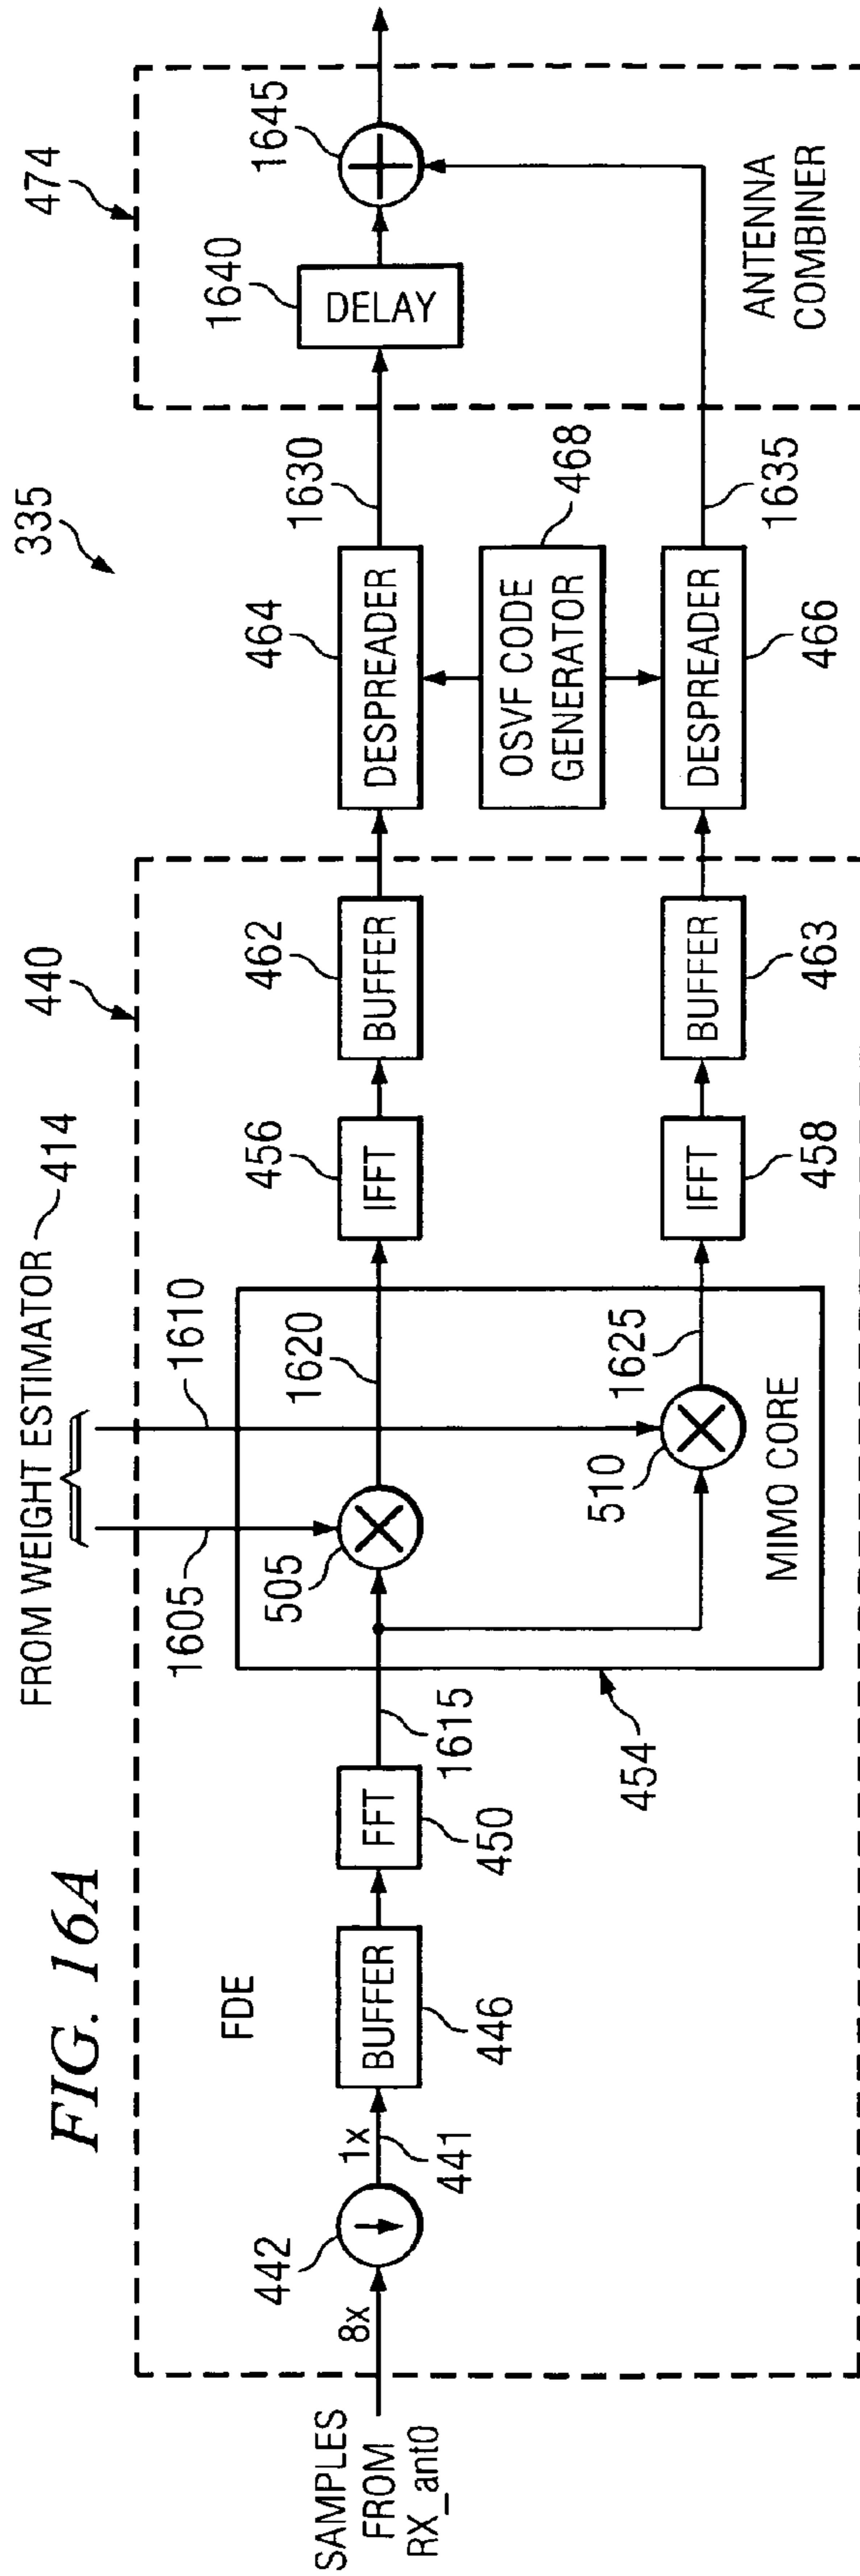 FIG. 16A
335
FROM WEIGHT ESTIMATOR 414
440
474
1605
1610
FDE
SAMPLES
FROM
RX_ant0
8x
442
1x
441
BUFFER
446
FFT
450
1615
505
1620
510
1625
MIMO CORE
454
IFFT
456
BUFFER
462
IFFT
458
BUFFER
463
DESPREADER
464
OSVF CODE
GENERATOR
468
DESPREADER
466
1630
1635
DELAY
1640
1645
ANTENNA
COMBINER